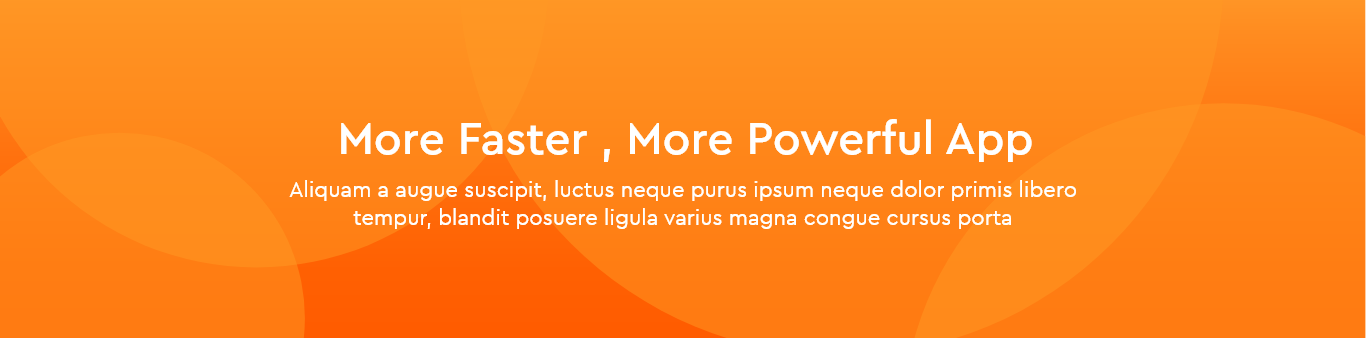 More Faster , More Powerful App
Aliquam a augue suscipit, luctus neque purus ipsum neque dolor primis libero
tempur, blandit posuere ligula varius magna congue cursus porta